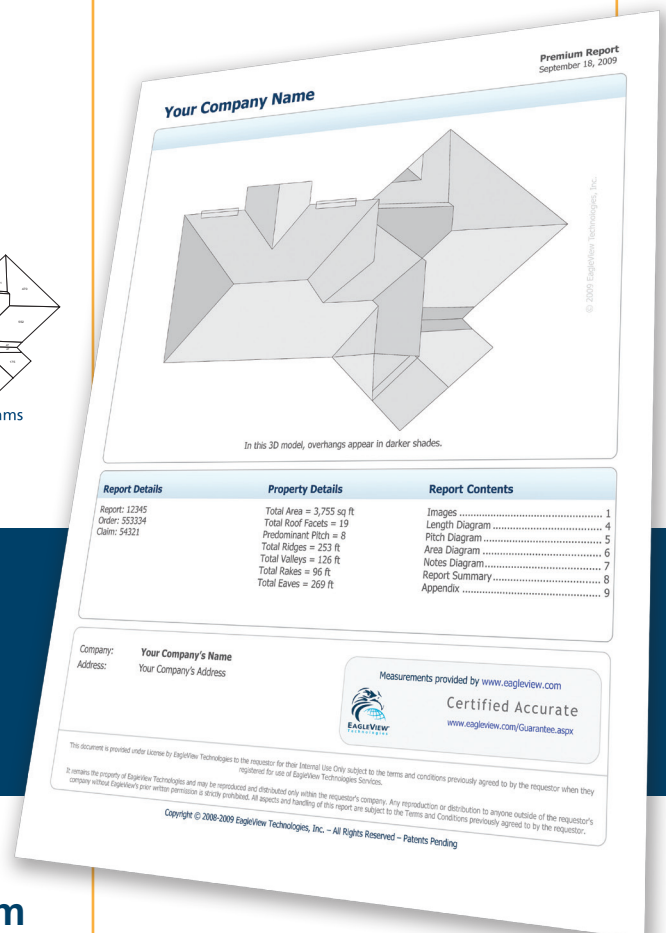 Premium Report
September 18, 2009
Your Company Name
© 2009 EagleView Technologies, Inc.
In this 3D model, overhangs appear in darker shades.
ams
Report Details
Report: 12345
Order: 553334
Claim: 54321
Property Details
Total Area = 3,755 sq ft
Total Roof Facets = 19
Predominant Pitch = 8
Total Ridges = 253 ft
Total Valleys = 126 ft
Total Rakes = 96 ft
Total Eaves = 269 ft
Report Contents
Images ........................................ 1
Length Diagram ............................... 4
Pitch Diagram ................................. 5
Area Diagram .................................. 6
Notes Diagram ................................. 7
Report Summary .............................. 8
Appendix ....................................... 9
Company: Your Company's Name
Address: Your Company's Address
Measurements provided by www.eagleview.com
Certified Accurate
www.eagleview.com/Guarantee.aspx
EAGLEVIEW
Technologies
This document is provided under License by EagleView Technologies to the requestor for their Internal Use Only subject to the terms and conditions previously agreed to by the requestor when they
registered for use of EagleView Technologies Services.
It remains the property of EagleView Technologies and may be reproduced and distributed only within the requestor's company. Any reproduction or distribution to anyone outside of the requestor's
company without EagleView's prior written permission is strictly prohibited. All aspects and handling of this report are subject to the Terms and Conditions previously agreed to by the requestor.
Copyright © 2008-2009 EagleView Technologies, Inc. – All Rights Reserved – Patents Pending
m